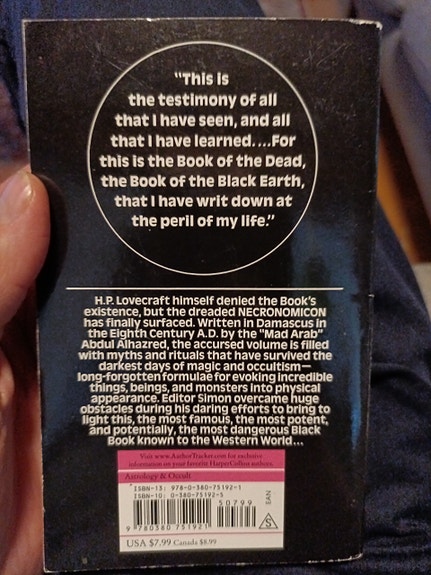 "This is
the testimony of all
that I have seen, and all
that I have learned....For
this is the Book of the Dead,
the Book of the Black Earth,
that I have writ down at
the peril of my life."
H.P. Lovecraft himself denied the Book's
existence, but the dreaded NECRONOMICON
has finally surfaced. Written in Damascus in
the Eighth Century A.D. by the "Mad Arab"
Abdul Alhazred, the accursed volume is filled
with myths and rituals that have survived the
darkest days of magic and occultism—
long-forgotten formulae for evoking incredible
things, beings, and monsters into physical
appearance. Editor Simon overcame huge
obstacles during his daring efforts to bring to
light this, the most famous, the most potent,
and potentially, the most dangerous Black
Book known to the Western World...
Visit www.AuthorTracker.com for exclusive
information on your favorite HarperCollins authors.
Astrology & Occult
ISBN-13: 978-0-380-75192-1
ISBN-10: 0-380-75192-5
50799
EAN
9 780380 751921
S
USA $7.99 Canada $8.99